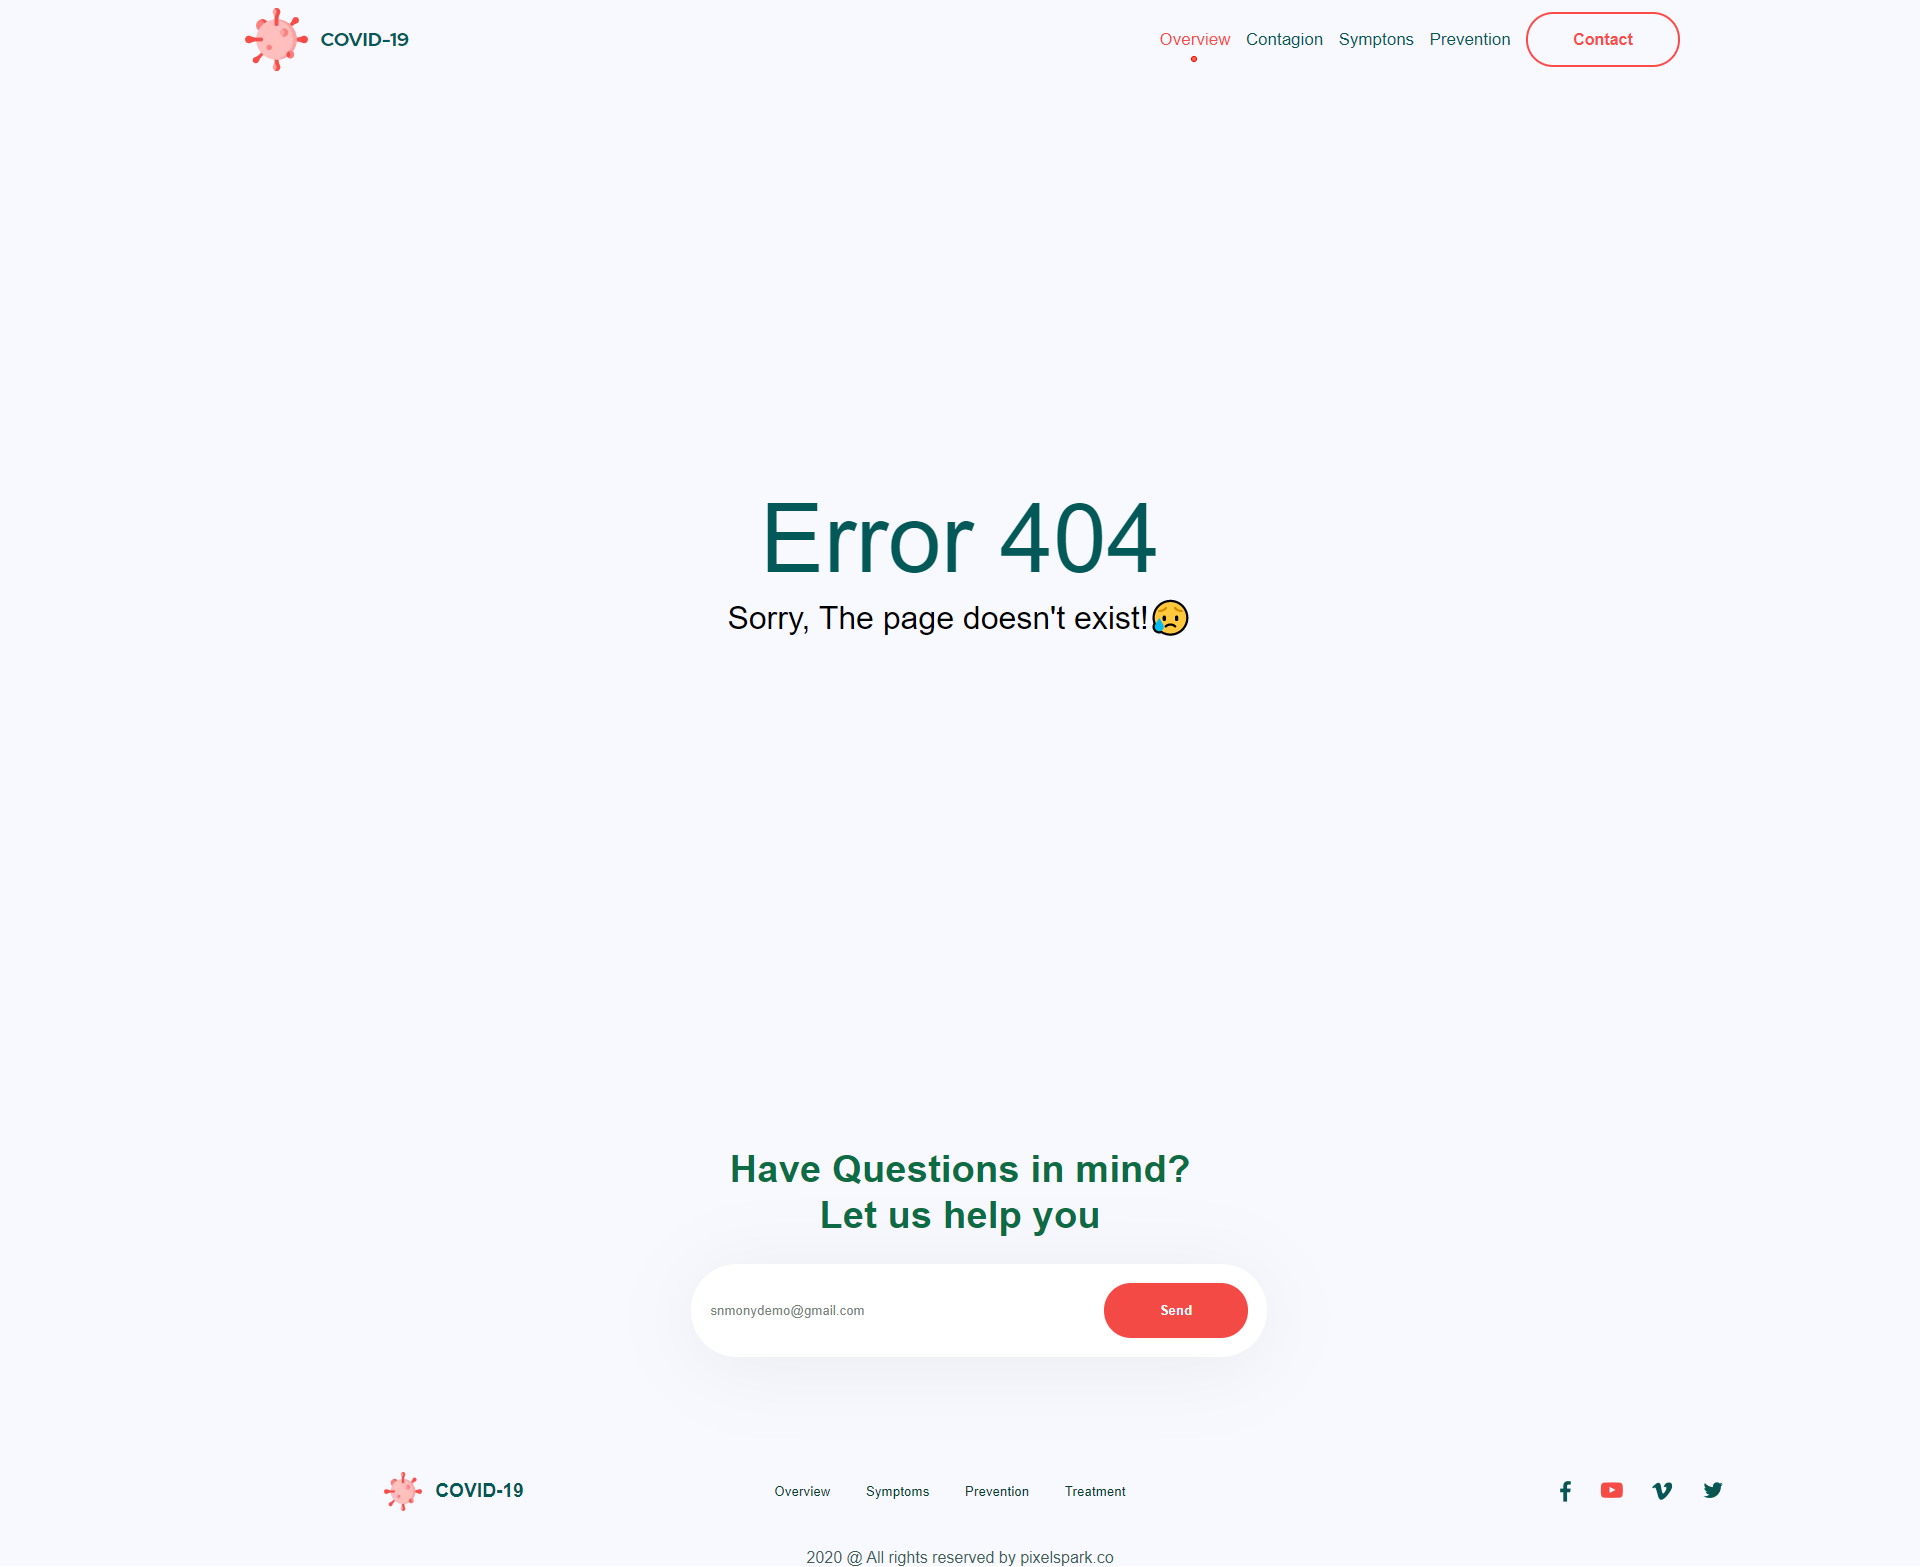 COVID-19
Overview Contagion Symptons Prevention Contact
Error 404
Sorry, The page doesn't exist!😥
Have Questions in mind?
Let us help you
snmonydemo@gmail.com Send
COVID-19
Overview Symptoms Prevention Treatment
2020 @ All rights reserved by pixelspark.co